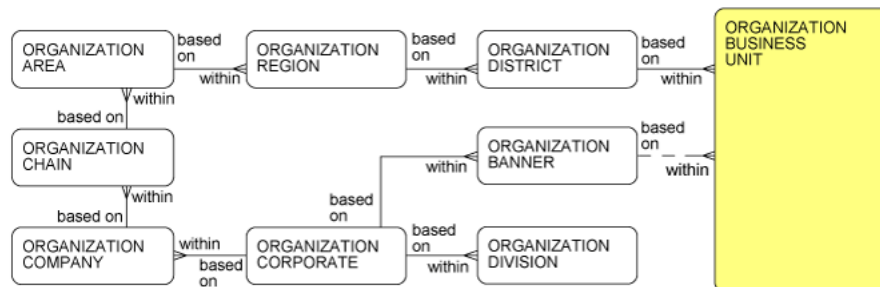 ORGANIZATION
AREA
based
on
within
ORGANIZATION
REGION
based
on
within
ORGANIZATION
DISTRICT
based
on
within
ORGANIZATION
BUSINESS
UNIT
within
based on
ORGANIZATION
CHAIN
within
based on
ORGANIZATION
COMPANY
within
based
on
ORGANIZATION
CORPORATE
based
on
within
ORGANIZATION
BANNER
based
on
within
based
on
within
ORGANIZATION
DIVISION